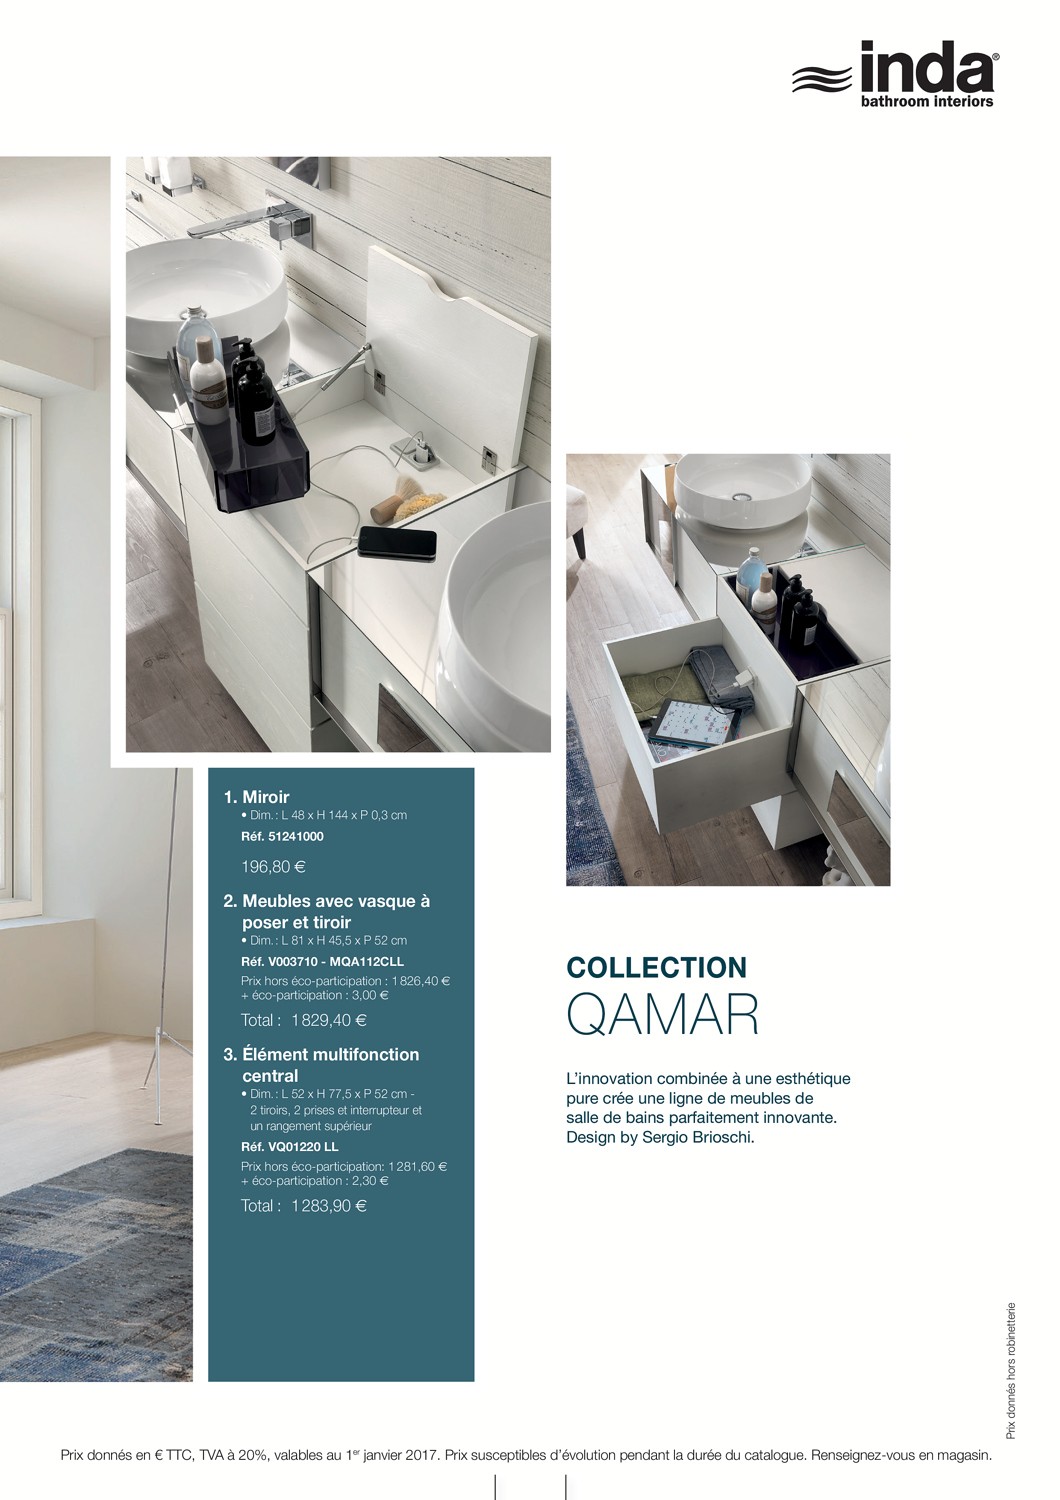 inda®
bathroom interiors
1. Miroir
• Dim. : L 48 x H 144 x P 0,3 cm
Réf. 51241000
196,80 €
2. Meubles avec vasque à
poser et tiroir
• Dim. : L 81 x H 45,5 x P 52 cm
Réf. V003710 - MQA112CLL
Prix hors éco-participation : 1 826,40 €
+ éco-participation : 3,00 €
Total : 1 829,40 €
3. Élément multifonction
central
• Dim. : L 52 x H 77,5 x P 52 cm -
2 tiroirs, 2 prises et interrupteur et
un rangement supérieur
Réf. VQ01220 LL
Prix hors éco-participation: 1 281,60 €
+ éco-participation : 2,30 €
Total : 1 283,90 €
COLLECTION
QAMAR
L’innovation combinée à une esthétique
pure crée une ligne de meubles de
salle de bains parfaitement innovante.
Design by Sergio Brioschi.
Prix donnés hors robinetterie
Prix donnés en € TTC, TVA à 20%, valables au 1er janvier 2017. Prix susceptibles d’évolution pendant la durée du catalogue. Renseignez-vous en magasin.